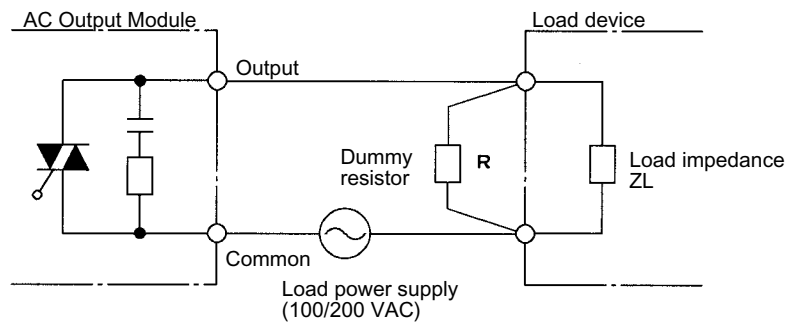 AC Output Module
Load device
Output
Dummy
resistor
R
Load impedance
ZL
Common
Load power supply
(100/200 VAC)